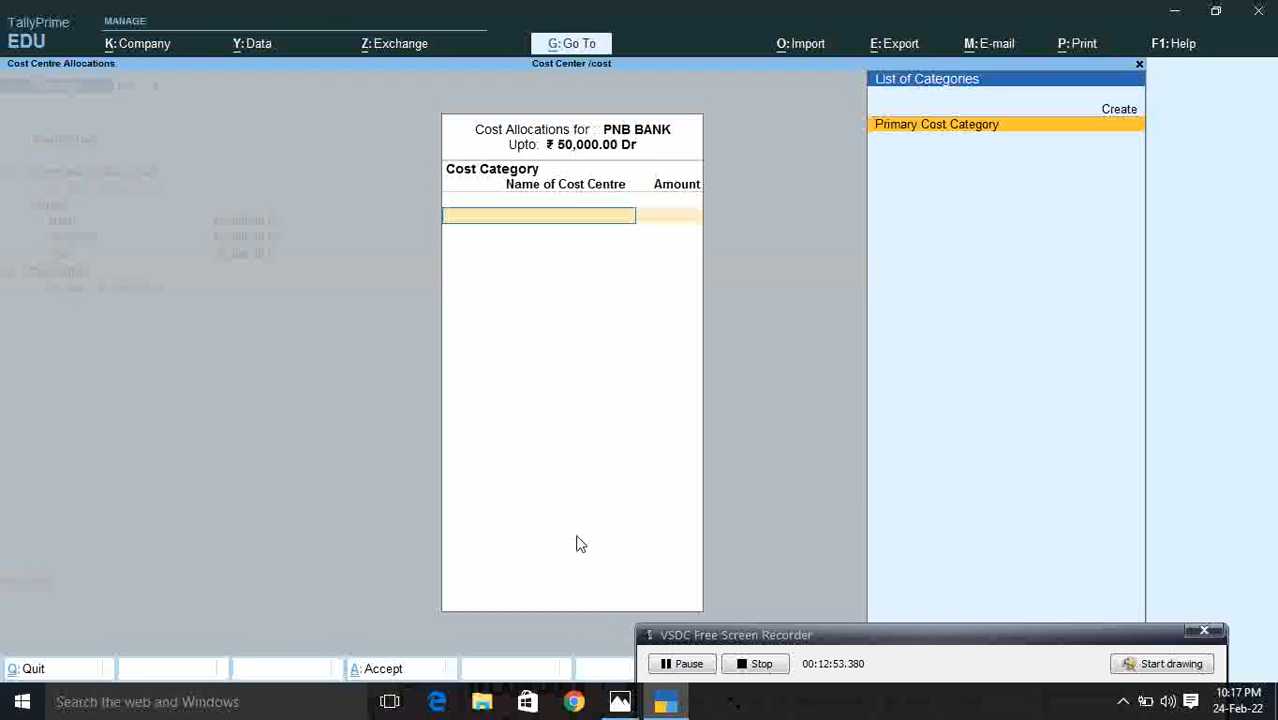 TallyPrime
EDU
MANAGE
K: Company
Y: Data
Z: Exchange
G: Go To
O: Import
E: Export
M: E-mail
P: Print
F1: Help
Cost Centre Allocations
Cost Center /cost
List of Categories
Create
Primary Cost Category
Cost Allocations for : PNB BANK
Upto: ₹ 50,000.00 Dr
Cost Category
Name of Cost Centre Amount
Q: Quit
A: Accept
VSDC Free Screen Recorder
Pause
Stop
00:12:53.380
Start drawing
Search the web and Windows
10:17 PM
24-Feb-22